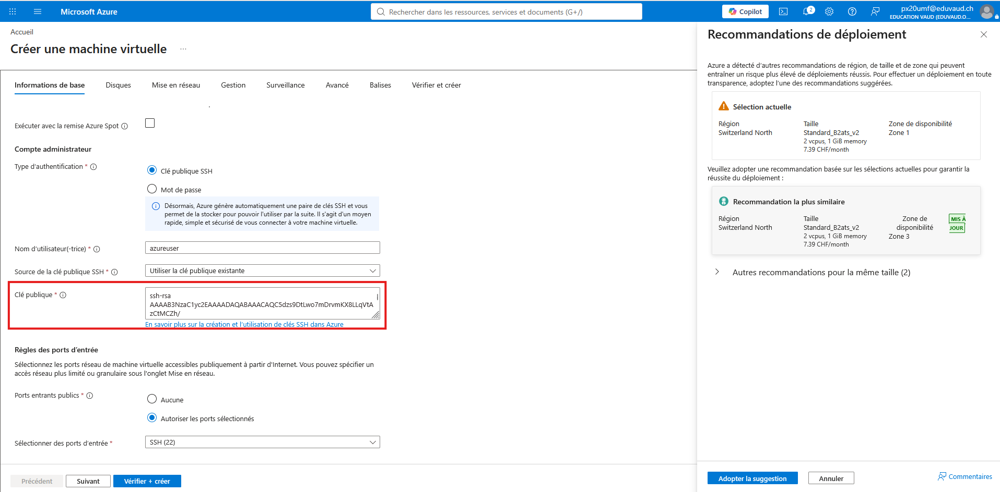 Microsoft Azure
Rechercher dans les ressources, services et documents (G+/)
Copilot
2
px20umf@eduvaud.ch
EDUCATION VAUD (EDUVAUD.O...
Accueil
Créer une machine virtuelle
...
Informations de base
Disques
Mise en réseau
Gestion
Surveillance
Avancé
Balises
Vérifier et créer
Exécuter avec la remise Azure Spot
Compte administrateur
Type d'authentification *
Clé publique SSH
Mot de passe
Désormais, Azure génère automatiquement une paire de clés SSH et vous
permet de la stocker pour pouvoir l'utiliser par la suite. Il s'agit d'un moyen
rapide, simple et sécurisé de vous connecter à votre machine virtuelle.
Nom d'utilisateur(-trice) *
azureuser
Source de la clé publique SSH *
Utiliser la clé publique existante
Clé publique *
ssh-rsa
AAAAB3NzaC1yc2EAAAADAQABAAACAQC5dzs9DtLwo7mDrvmKX8LLqVtA
zCtMCZh/
En savoir plus sur la création et l'utilisation de clés SSH dans Azure
Règles des ports d'entrée
Sélectionnez les ports réseau de machine virtuelle accessibles publiquement à partir d'Internet. Vous pouvez spécifier un
accès réseau plus limité ou granulaire sous l'onglet Mise en réseau.
Ports entrants publics *
Aucune
Autoriser les ports sélectionnés
Sélectionner des ports d'entrée *
SSH (22)
Précédent
Suivant
Vérifier + créer
Recommandations de déploiement
Azure a détecté d'autres recommandations de région, de taille et de zone qui peuvent
entraîner un risque plus élevé de déploiements réussis. Pour effectuer un déploiement en toute
transparence, adoptez l'une des recommandations suggérées.
Sélection actuelle
Région
Switzerland North
Taille
Standard_B2ats_v2
2 vcpus, 1 GiB memory
7.39 CHF/month
Zone de disponibilité
Zone 1
Veuillez adopter une recommandation basée sur les sélections actuelles pour garantir la
réussite du déploiement :
Recommandation la plus similaire
Région
Switzerland North
Taille
Standard_B2ats_v2
2 vcpus, 1 GiB memory
7.39 CHF/month
Zone de
disponibilité
Zone 3
MIS À
JOUR
Autres recommandations pour la même taille (2)
Adopter la suggestion
Annuler
Commentaires